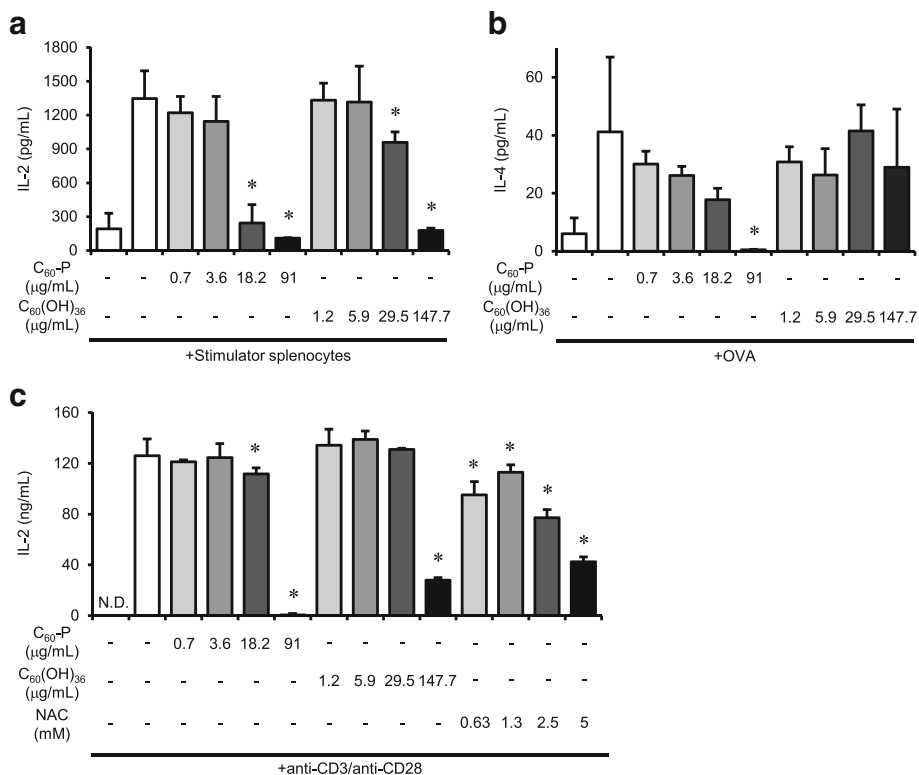 a
1800
1500
1200
900
600
300
0
IL-2 (pg/mL)
* * * *
C60-P (μg/mL) - - 0.7 3.6 18.2 91 - - - -
C60(OH)36 (μg/mL) - - - - - - 1.2 5.9 29.5 147.7
+Stimulator splenocytes
b
60
40
20
0
IL-4 (pg/mL)
*
C60-P (μg/mL) - - 0.7 3.6 18.2 91 - - - -
C60(OH)36 (μg/mL) - - - - - - 1.2 5.9 29.5 147.7
+OVA
c
160
120
80
40
0
IL-2 (ng/mL)
N.D.
* * * * * * *
C60-P (μg/mL) - - 0.7 3.6 18.2 91 - - - - - - - -
C60(OH)36 (μg/mL) - - - - - - 1.2 5.9 29.5 147.7 - - - -
NAC (mM) - - - - - - - - - - 0.63 1.3 2.5 5
+anti-CD3/anti-CD28